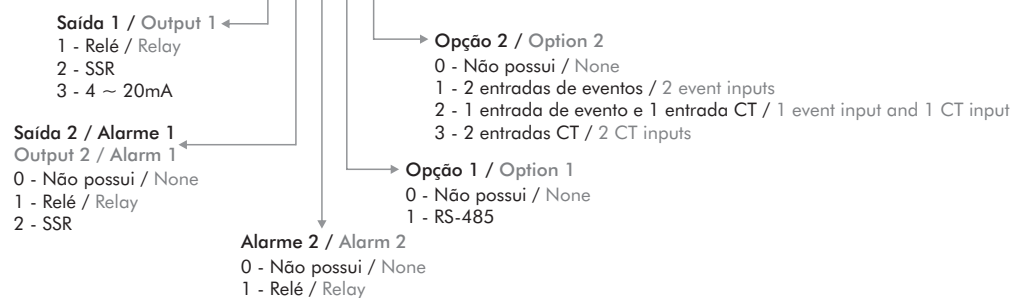 Saída 1 / Output 1
1 - Relé / Relay
2 - SSR
3 - 4 ~ 20mA
Saída 2 / Alarme 1
Output 2 / Alarm 1
0 - Não possui / None
1 - Relé / Relay
2 - SSR
Alarme 2 / Alarm 2
0 - Não possui / None
1 - Relé / Relay
Opção 1 / Option 1
0 - Não possui / None
1 - RS-485
Opção 2 / Option 2
0 - Não possui / None
1 - 2 entradas de eventos / 2 event inputs
2 - 1 entrada de evento e 1 entrada CT / 1 event input and 1 CT input
3 - 2 entradas CT / 2 CT inputs